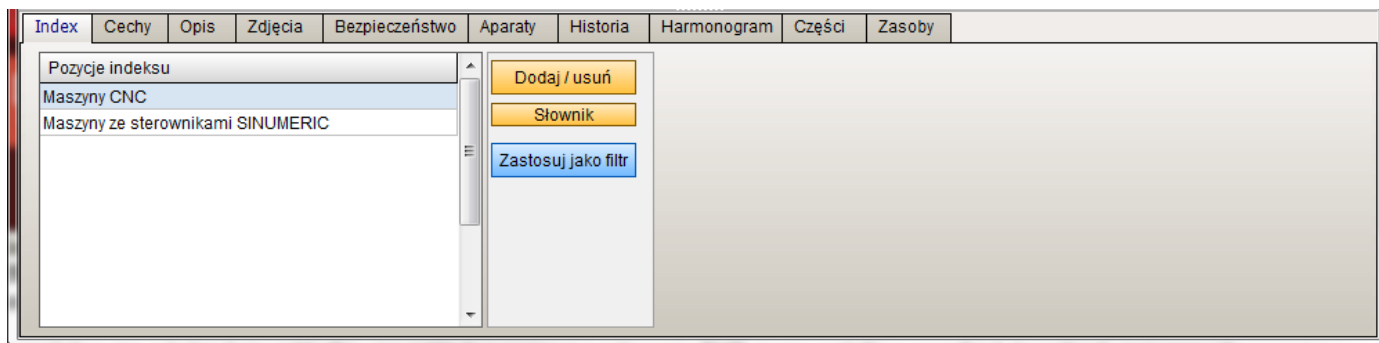 Index Cechy Opis Zdjęcia Bezpieczeństwo Aparaty Historia Harmonogram Części Zasoby
Pozycje indeksu
Maszyny CNC
Maszyny ze sterownikami SINUMERIC
Dodaj / usuń
Słownik
Zastosuj jako filtr